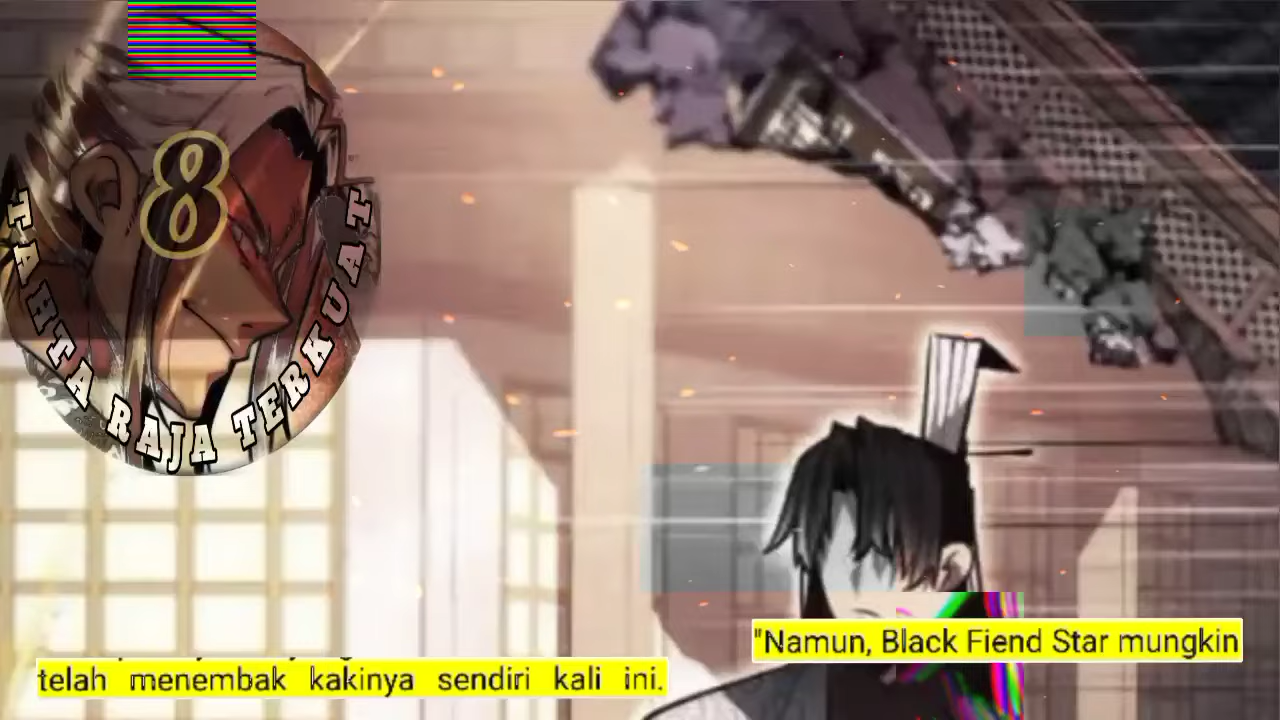 8
TAHTA RAJA TERKUAT
"Namun, Black Fiend Star mungkin
telah menembak kakinya sendiri kali ini.